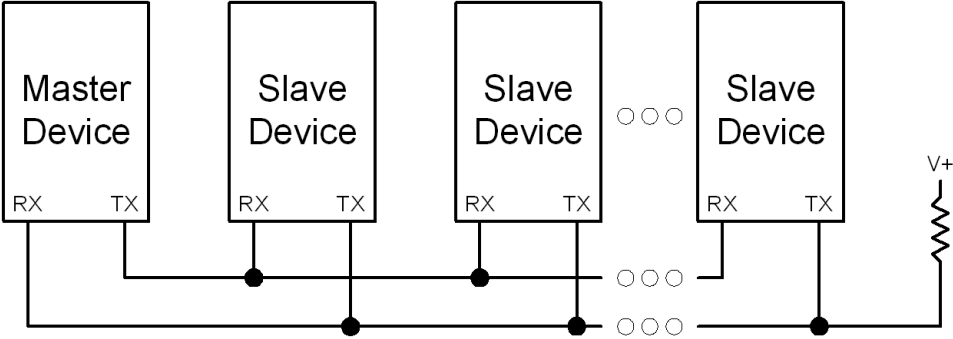 Master
Device
RX TX
Slave
Device
RX TX
Slave
Device
RX TX
Slave
Device
RX TX
V+